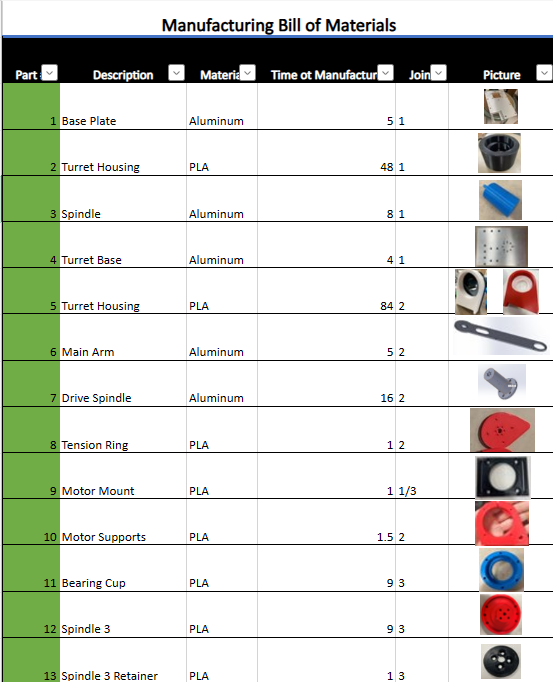 Manufacturing Bill of Materials
Part Description Materia Time ot Manufactur Join Picture
1 Base Plate Aluminum 5 1
2 Turret Housing PLA 48 1
3 Spindle Aluminum 8 1
4 Turret Base Aluminum 4 1
5 Turret Housing PLA 84 2
6 Main Arm Aluminum 5 2
7 Drive Spindle Aluminum 16 2
8 Tension Ring PLA 1 2
9 Motor Mount PLA 1 1/3
10 Motor Supports PLA 1.5 2
11 Bearing Cup PLA 9 3
12 Spindle 3 PLA 9 3
13 Spindle 3 Retainer PLA 1 3